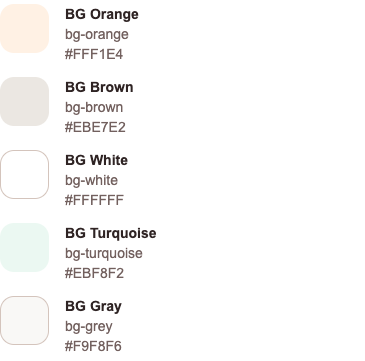 BG Orange
bg-orange
#FFF1E4
BG Brown
bg-brown
#EBE7E2
BG White
bg-white
#FFFFFF
BG Turquoise
bg-turquoise
#EBF8F2
BG Gray
bg-grey
#F9F8F6